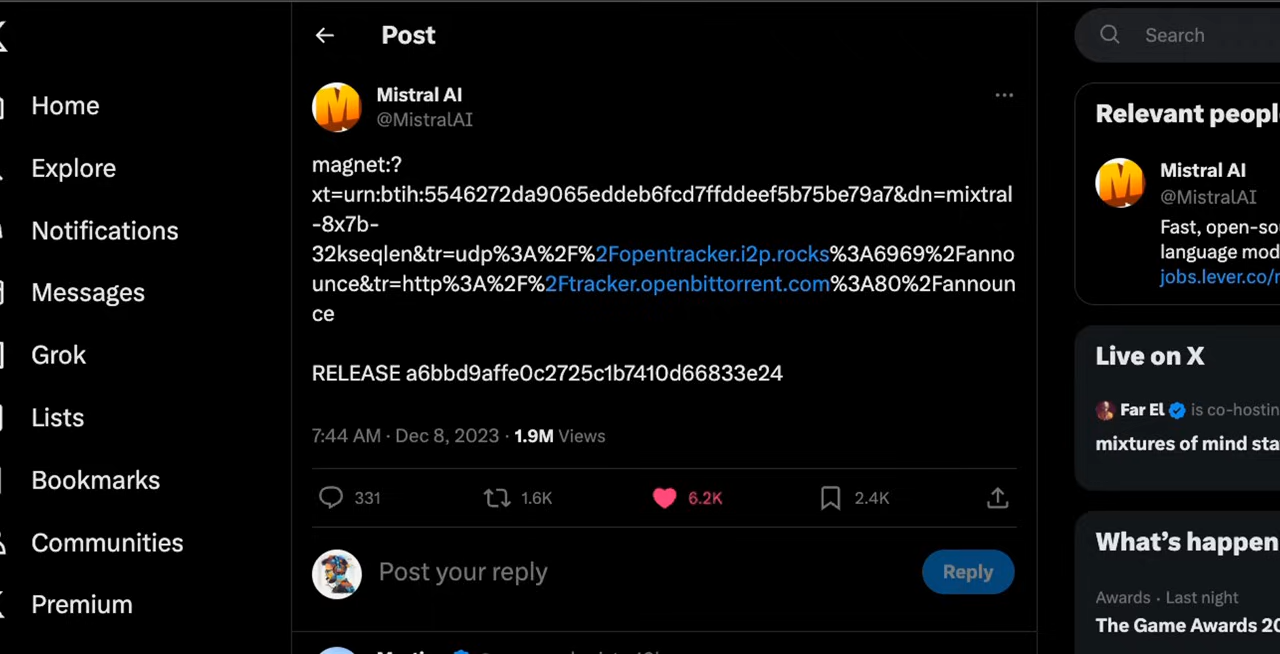 Post
Search
Home
Explore
Notifications
Messages
Grok
Lists
Bookmarks
Communities
Premium
Mistral AI
@MistralAI
magnet:?
xt=urn:btih:5546272da9065eddeb6fcd7ffddeef5b75be79a7&dn=mixtral
-8x7b-
32kseqlen&tr=udp%3A%2F%2Fopentracker.i2p.rocks%3A6969%2Fanno
unce&tr=http%3A%2F%2Ftracker.openbittorrent.com%3A80%2Fannoun
ce
RELEASE a6bbd9affe0c2725c1b7410d66833e24
7:44 AM · Dec 8, 2023 · 1.9M Views
331 1.6K 6.2K 2.4K
Post your reply
Reply
Relevant peopl
Mistral AI
@MistralAI
Fast, open-so
language mod
jobs.lever.co/
Live on X
Far El is co-hostin
mixtures of mind sta
What's happen
Awards · Last night
The Game Awards 20